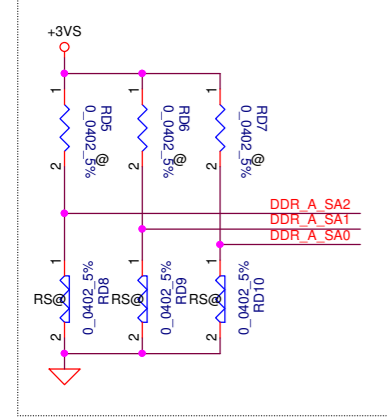 +3VS
1
1
1
RD5
0_0402_5%
@
RD6
0_0402_5%
@
RD7
0_0402_5%
@
2
2
2
DDR_A_SA2
DDR_A_SA1
DDR_A_SA0
1
1
1
RS@
0_0402_5%
RD8
RS@
0_0402_5%
RD9
RS@
0_0402_5%
RD10
2
2
2